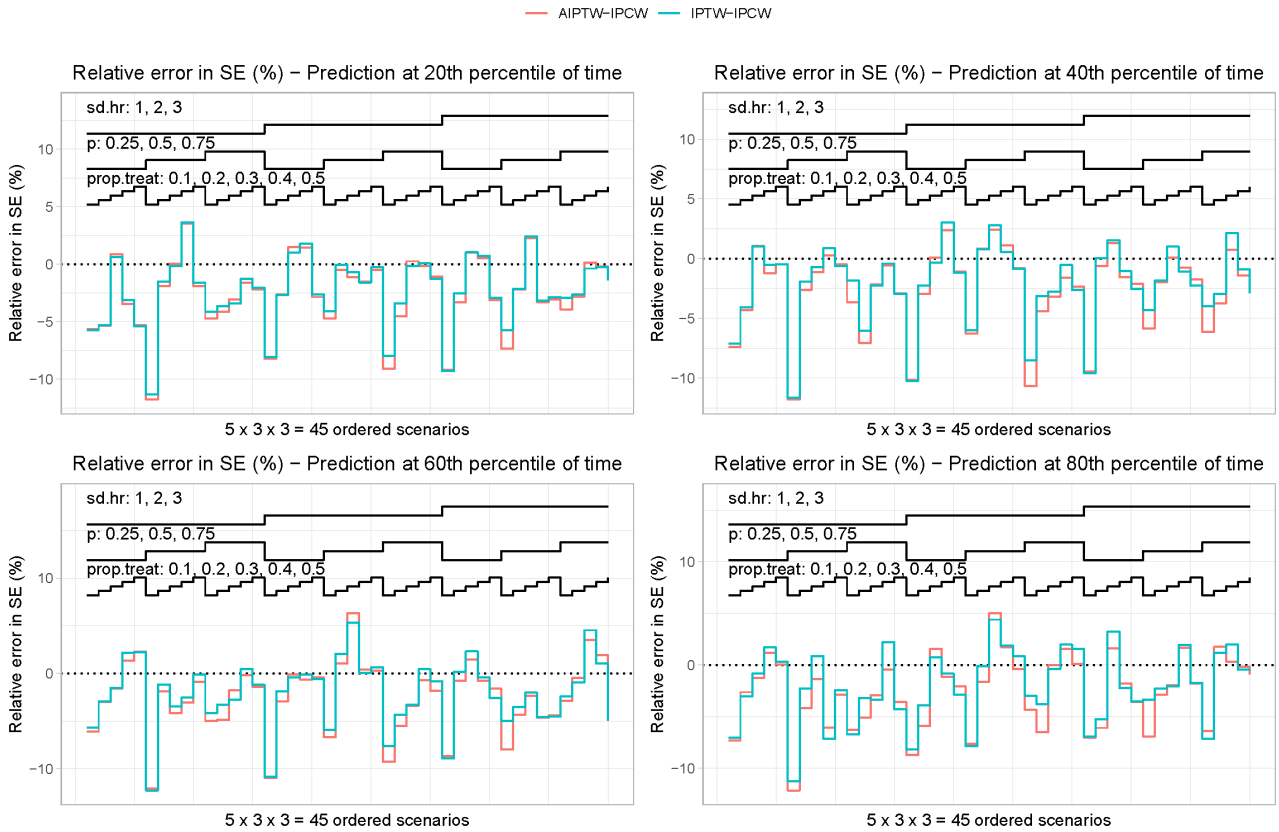 AIPTW−IPCW IPTW−IPCW
Relative error in SE (%) − Prediction at 20th percentile of time
Relative error in SE (%)
sd.hr: 1, 2, 3
p: 0.25, 0.5, 0.75
prop.treat: 0.1, 0.2, 0.3, 0.4, 0.5
10
5
0
−5
−10
5 x 3 x 3 = 45 ordered scenarios
Relative error in SE (%) − Prediction at 40th percentile of time
Relative error in SE (%)
sd.hr: 1, 2, 3
p: 0.25, 0.5, 0.75
prop.treat: 0.1, 0.2, 0.3, 0.4, 0.5
10
5
0
−5
−10
5 x 3 x 3 = 45 ordered scenarios
Relative error in SE (%) − Prediction at 60th percentile of time
Relative error in SE (%)
sd.hr: 1, 2, 3
p: 0.25, 0.5, 0.75
prop.treat: 0.1, 0.2, 0.3, 0.4, 0.5
10
0
−10
5 x 3 x 3 = 45 ordered scenarios
Relative error in SE (%) − Prediction at 80th percentile of time
Relative error in SE (%)
sd.hr: 1, 2, 3
p: 0.25, 0.5, 0.75
prop.treat: 0.1, 0.2, 0.3, 0.4, 0.5
10
0
−10
5 x 3 x 3 = 45 ordered scenarios